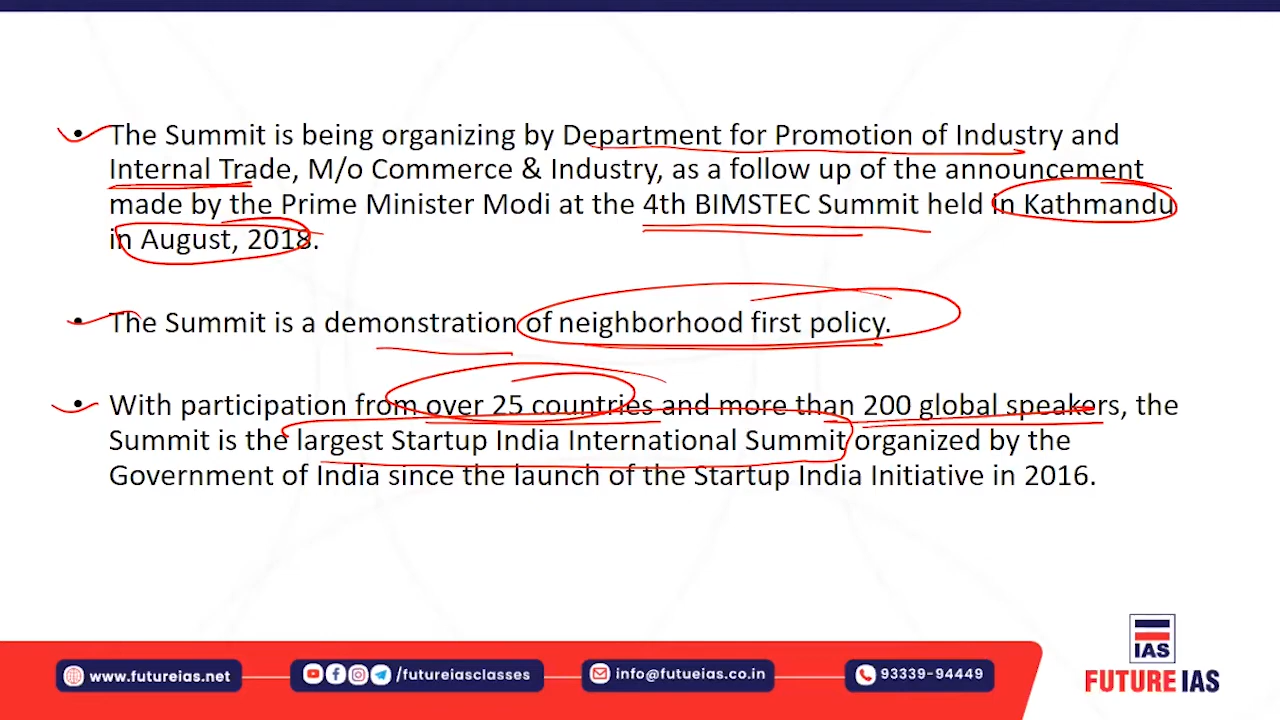 • The Summit is being organizing by Department for Promotion of Industry and
Internal Trade, M/o Commerce & Industry, as a follow up of the announcement
made by the Prime Minister Modi at the 4th BIMSTEC Summit held in Kathmandu
in August, 2018.
• The Summit is a demonstration of neighborhood first policy.
• With participation from over 25 countries and more than 200 global speakers, the
Summit is the largest Startup India International Summit organized by the
Government of India since the launch of the Startup India Initiative in 2016.
IAS
FUTURE IAS
www.futureias.net
/futureiasclasses
info@futueias.co.in
93339-94449